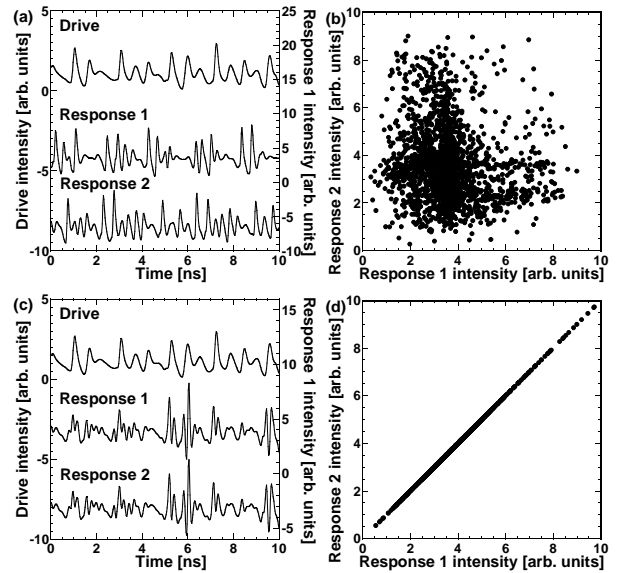 (a)
5
0
-5
-10
Drive intensity [arb. units]
Drive
Response 1
Response 2
25
20
15
10
5
0
-5
-10
Response 1 intensity [arb. units]
0 2 4 6 8 10
Time [ns]
(b)
10
8
6
4
2
0
Response 2 intensity [arb. units]
0 2 4 6 8 10
Response 1 intensity [arb. units]
(c)
5
0
-5
-10
Drive intensity [arb. units]
Drive
Response 1
Response 2
15
10
5
0
-5
Response 1 intensity [arb. units]
0 2 4 6 8 10
Time [ns]
(d)
10
8
6
4
2
0
Response 2 intensity [arb. units]
0 2 4 6 8 10
Response 1 intensity [arb. units]